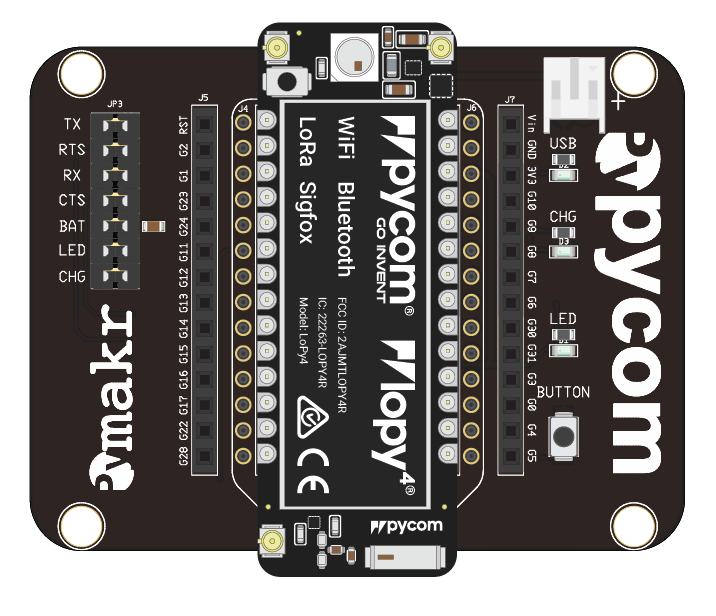 JP3
TX
RTS
RX
CTS
BAT
LED
CHG
J5
RST
G2
G1
G23
G24
G11
G12
G13
G14
G15
G16
G17
G22
G28
J4
J6
J7
Vin
GND
3V3
G10
G9
G8
G7
G6
G30
G31
G3
G0
G4
G5
+
USB
CHG
D3
LED
D1
BUTTON
pycom
Pymakr
pycom®
GO INVENT
WiFi Bluetooth
LoRa Sigfox
lopy4®
FCC ID: 2AJMTLOPY4R
IC: 22263-LOPY4R
Model: LoPy4
CE
pycom